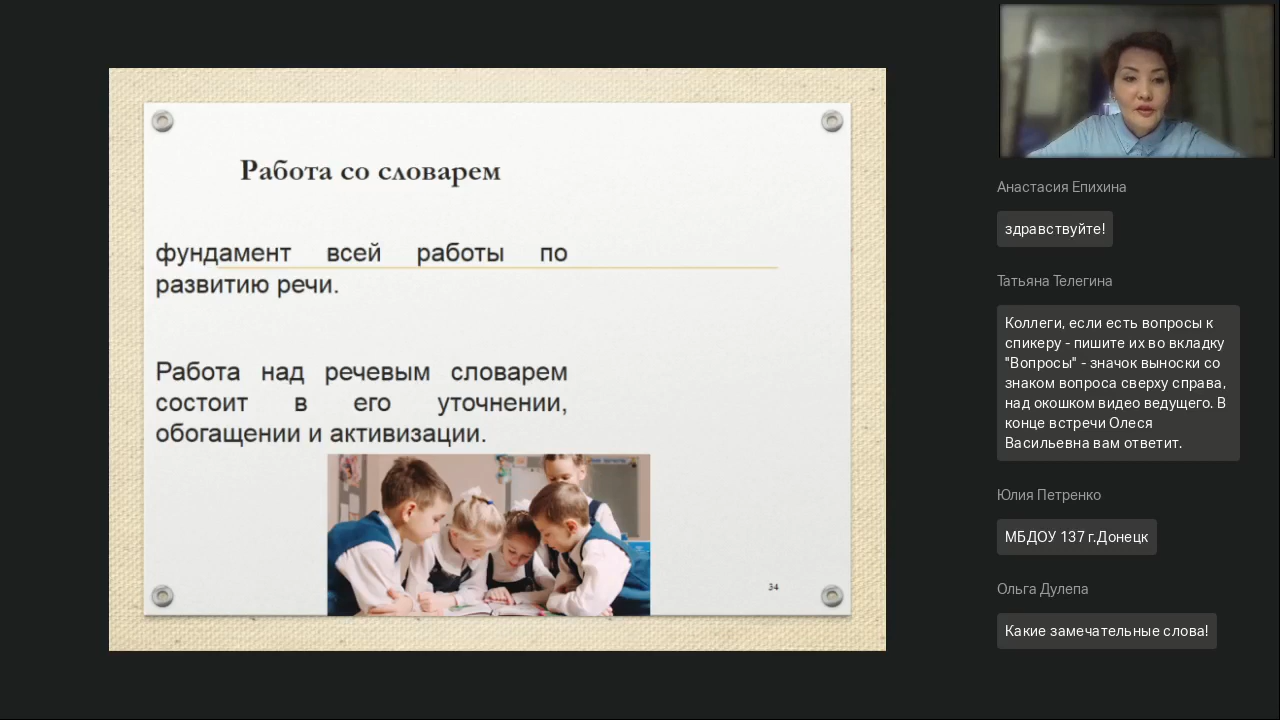 Работа со словарем
фундамент всей работы по
развитию речи.
Работа над речевым словарем
состоит в его уточнении,
обогащении и активизации.
34
Анастасия Епихина
здравствуйте!
Татьяна Телегина
Коллеги, если есть вопросы к
спикеру - пишите их во вкладку
"Вопросы" - значок выноски со
знаком вопроса сверху справа,
над окошком видео ведущего. В
конце встречи Олеся
Васильевна вам ответит.
Юлия Петренко
МБДОУ 137 г.Донецк
Ольга Дулепа
Какие замечательные слова!